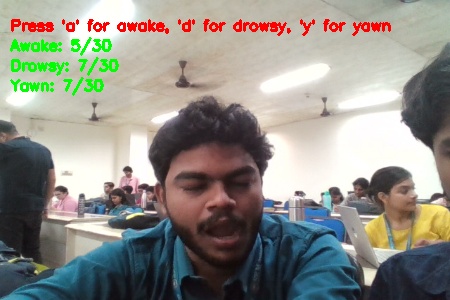 Press 'a' for awake, 'd' for drowsy, 'y' for yawn
Awake: 5/30
Drowsy: 7/30
Yawn: 7/30